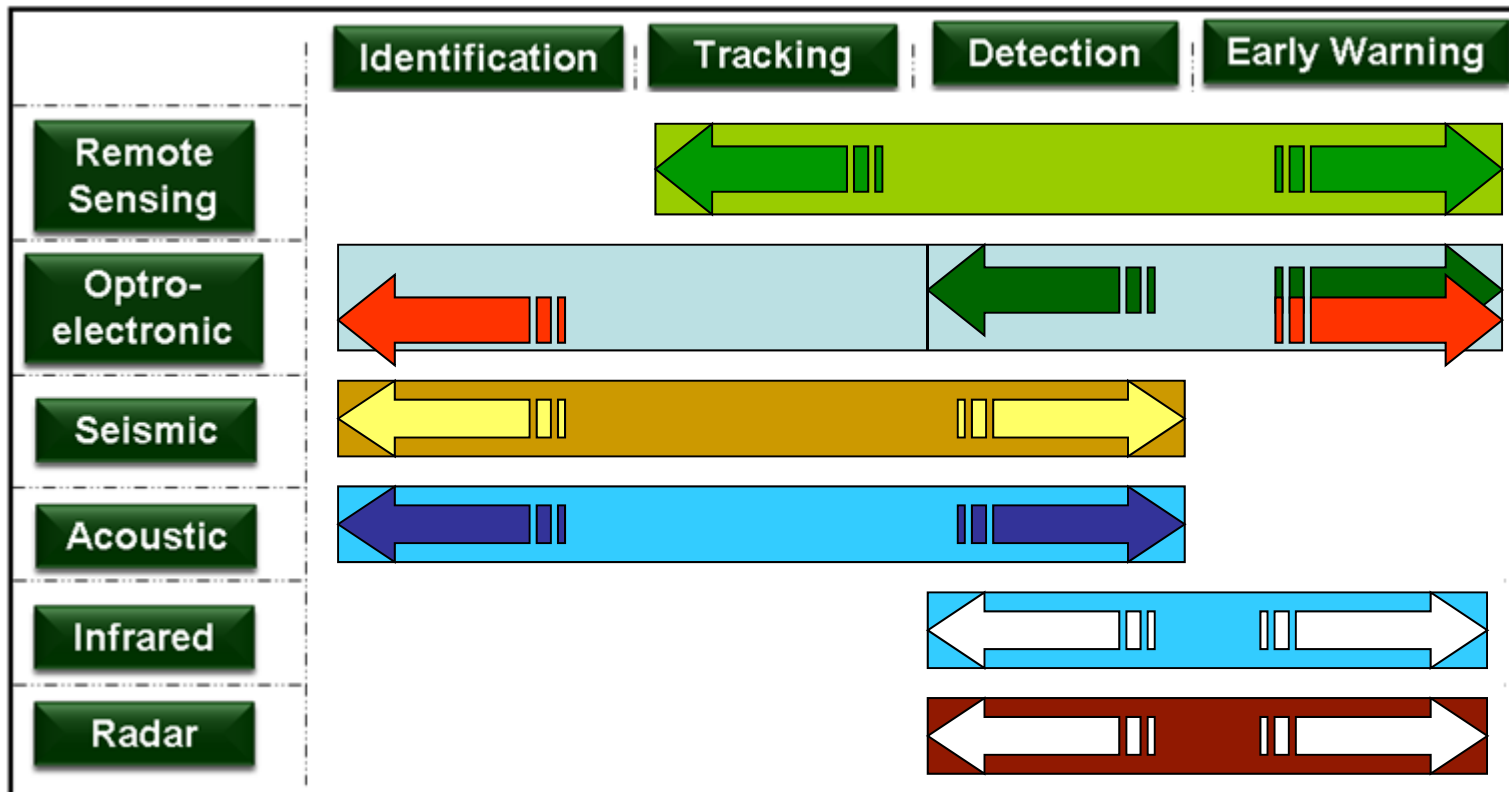 Identification
Tracking
Detection
Early Warning
Remote
Sensing
Optro-
electronic
Seismic
Acoustic
Infrared
Radar